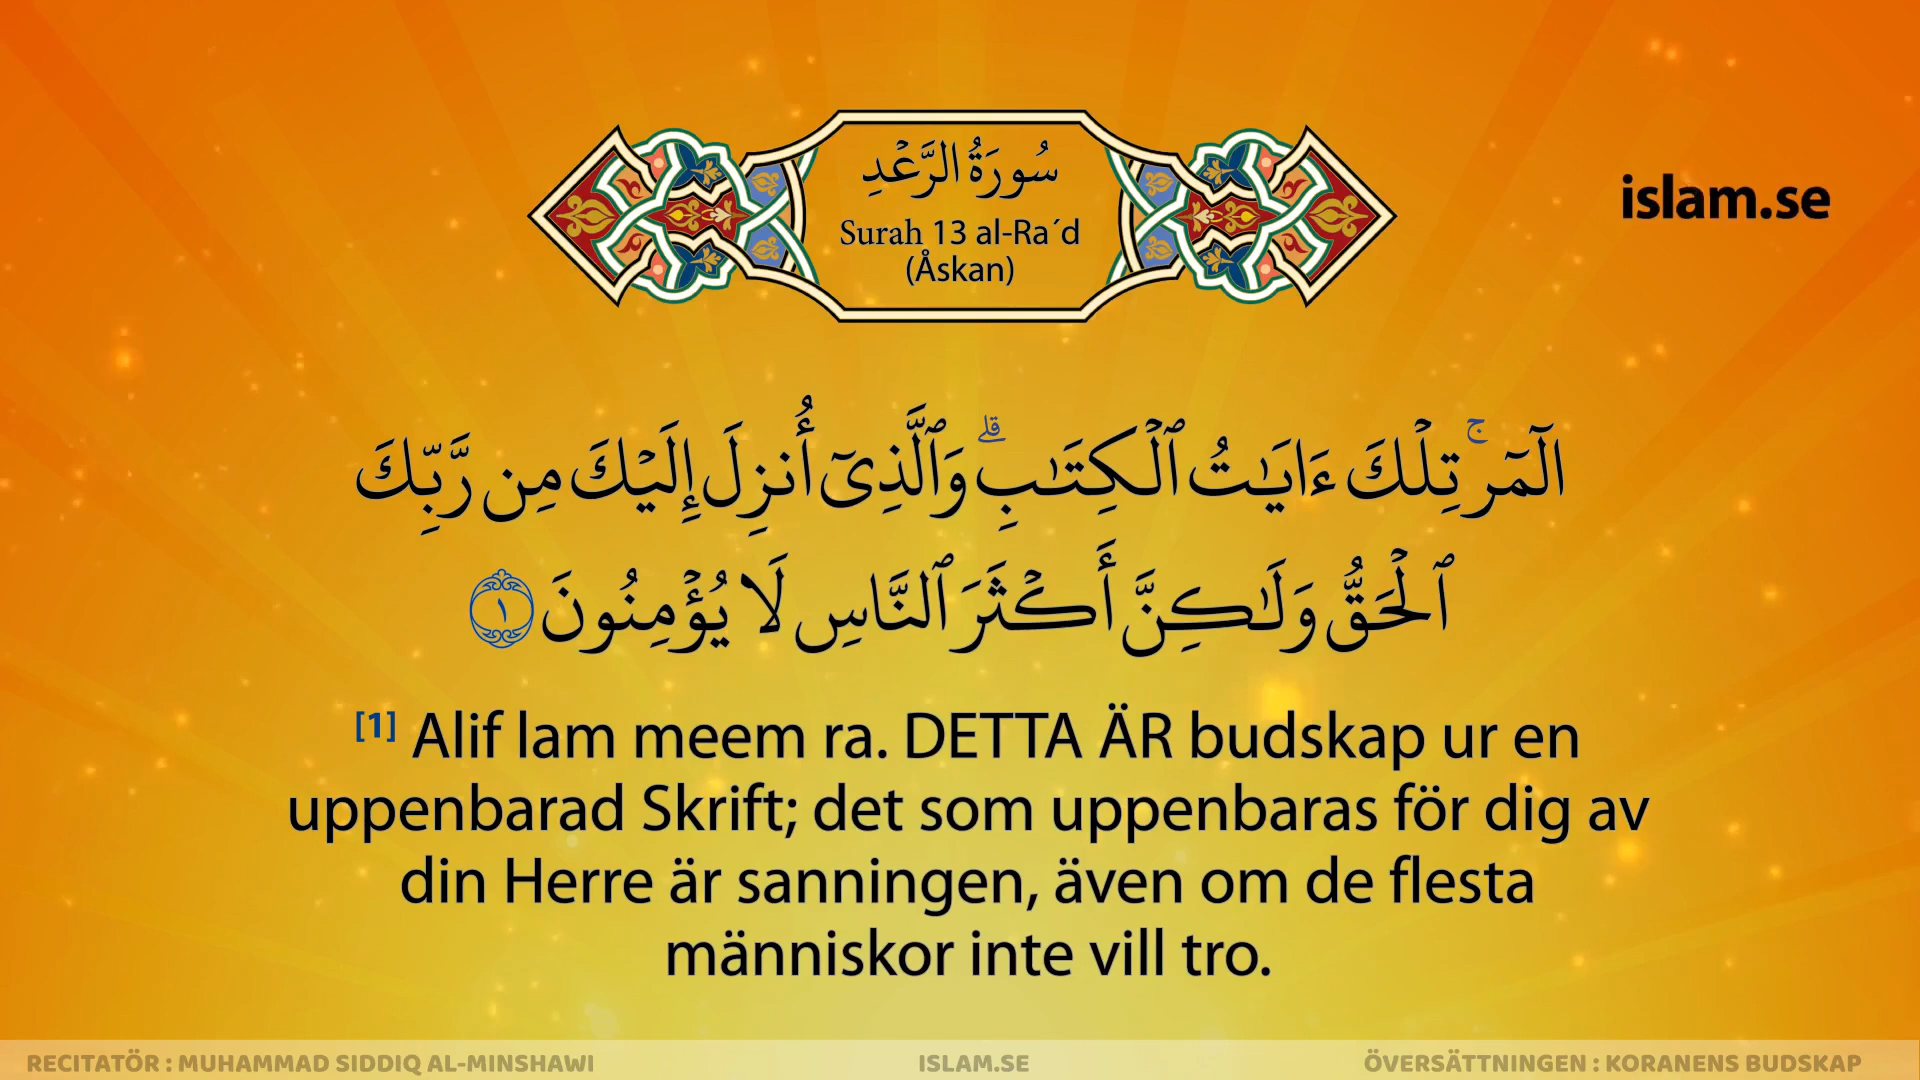 سُورَةُ الرَّعْدِ
Surah 13 al-Ra´d
(Åskan)
islam.se
الٓمٓرۚ تِلْكَ ءَايَـٰتُ ٱلْكِتَـٰبِۗ وَٱلَّذِىٓ أُنزِلَ إِلَيْكَ مِن رَّبِّكَ
ٱلْحَقُّ وَلَـٰكِنَّ أَكْثَرَ ٱلنَّاسِ لَا يُؤْمِنُونَ ١
[1] Alif lam meem ra. DETTA ÄR budskap ur en
uppenbarad Skrift; det som uppenbaras för dig av
din Herre är sanningen, även om de flesta
människor inte vill tro.
RECITATÖR : MUHAMMAD SIDDIQ AL-MINSHAWI
ISLAM.SE
ÖVERSÄTTNINGEN : KORANENS BUDSKAP